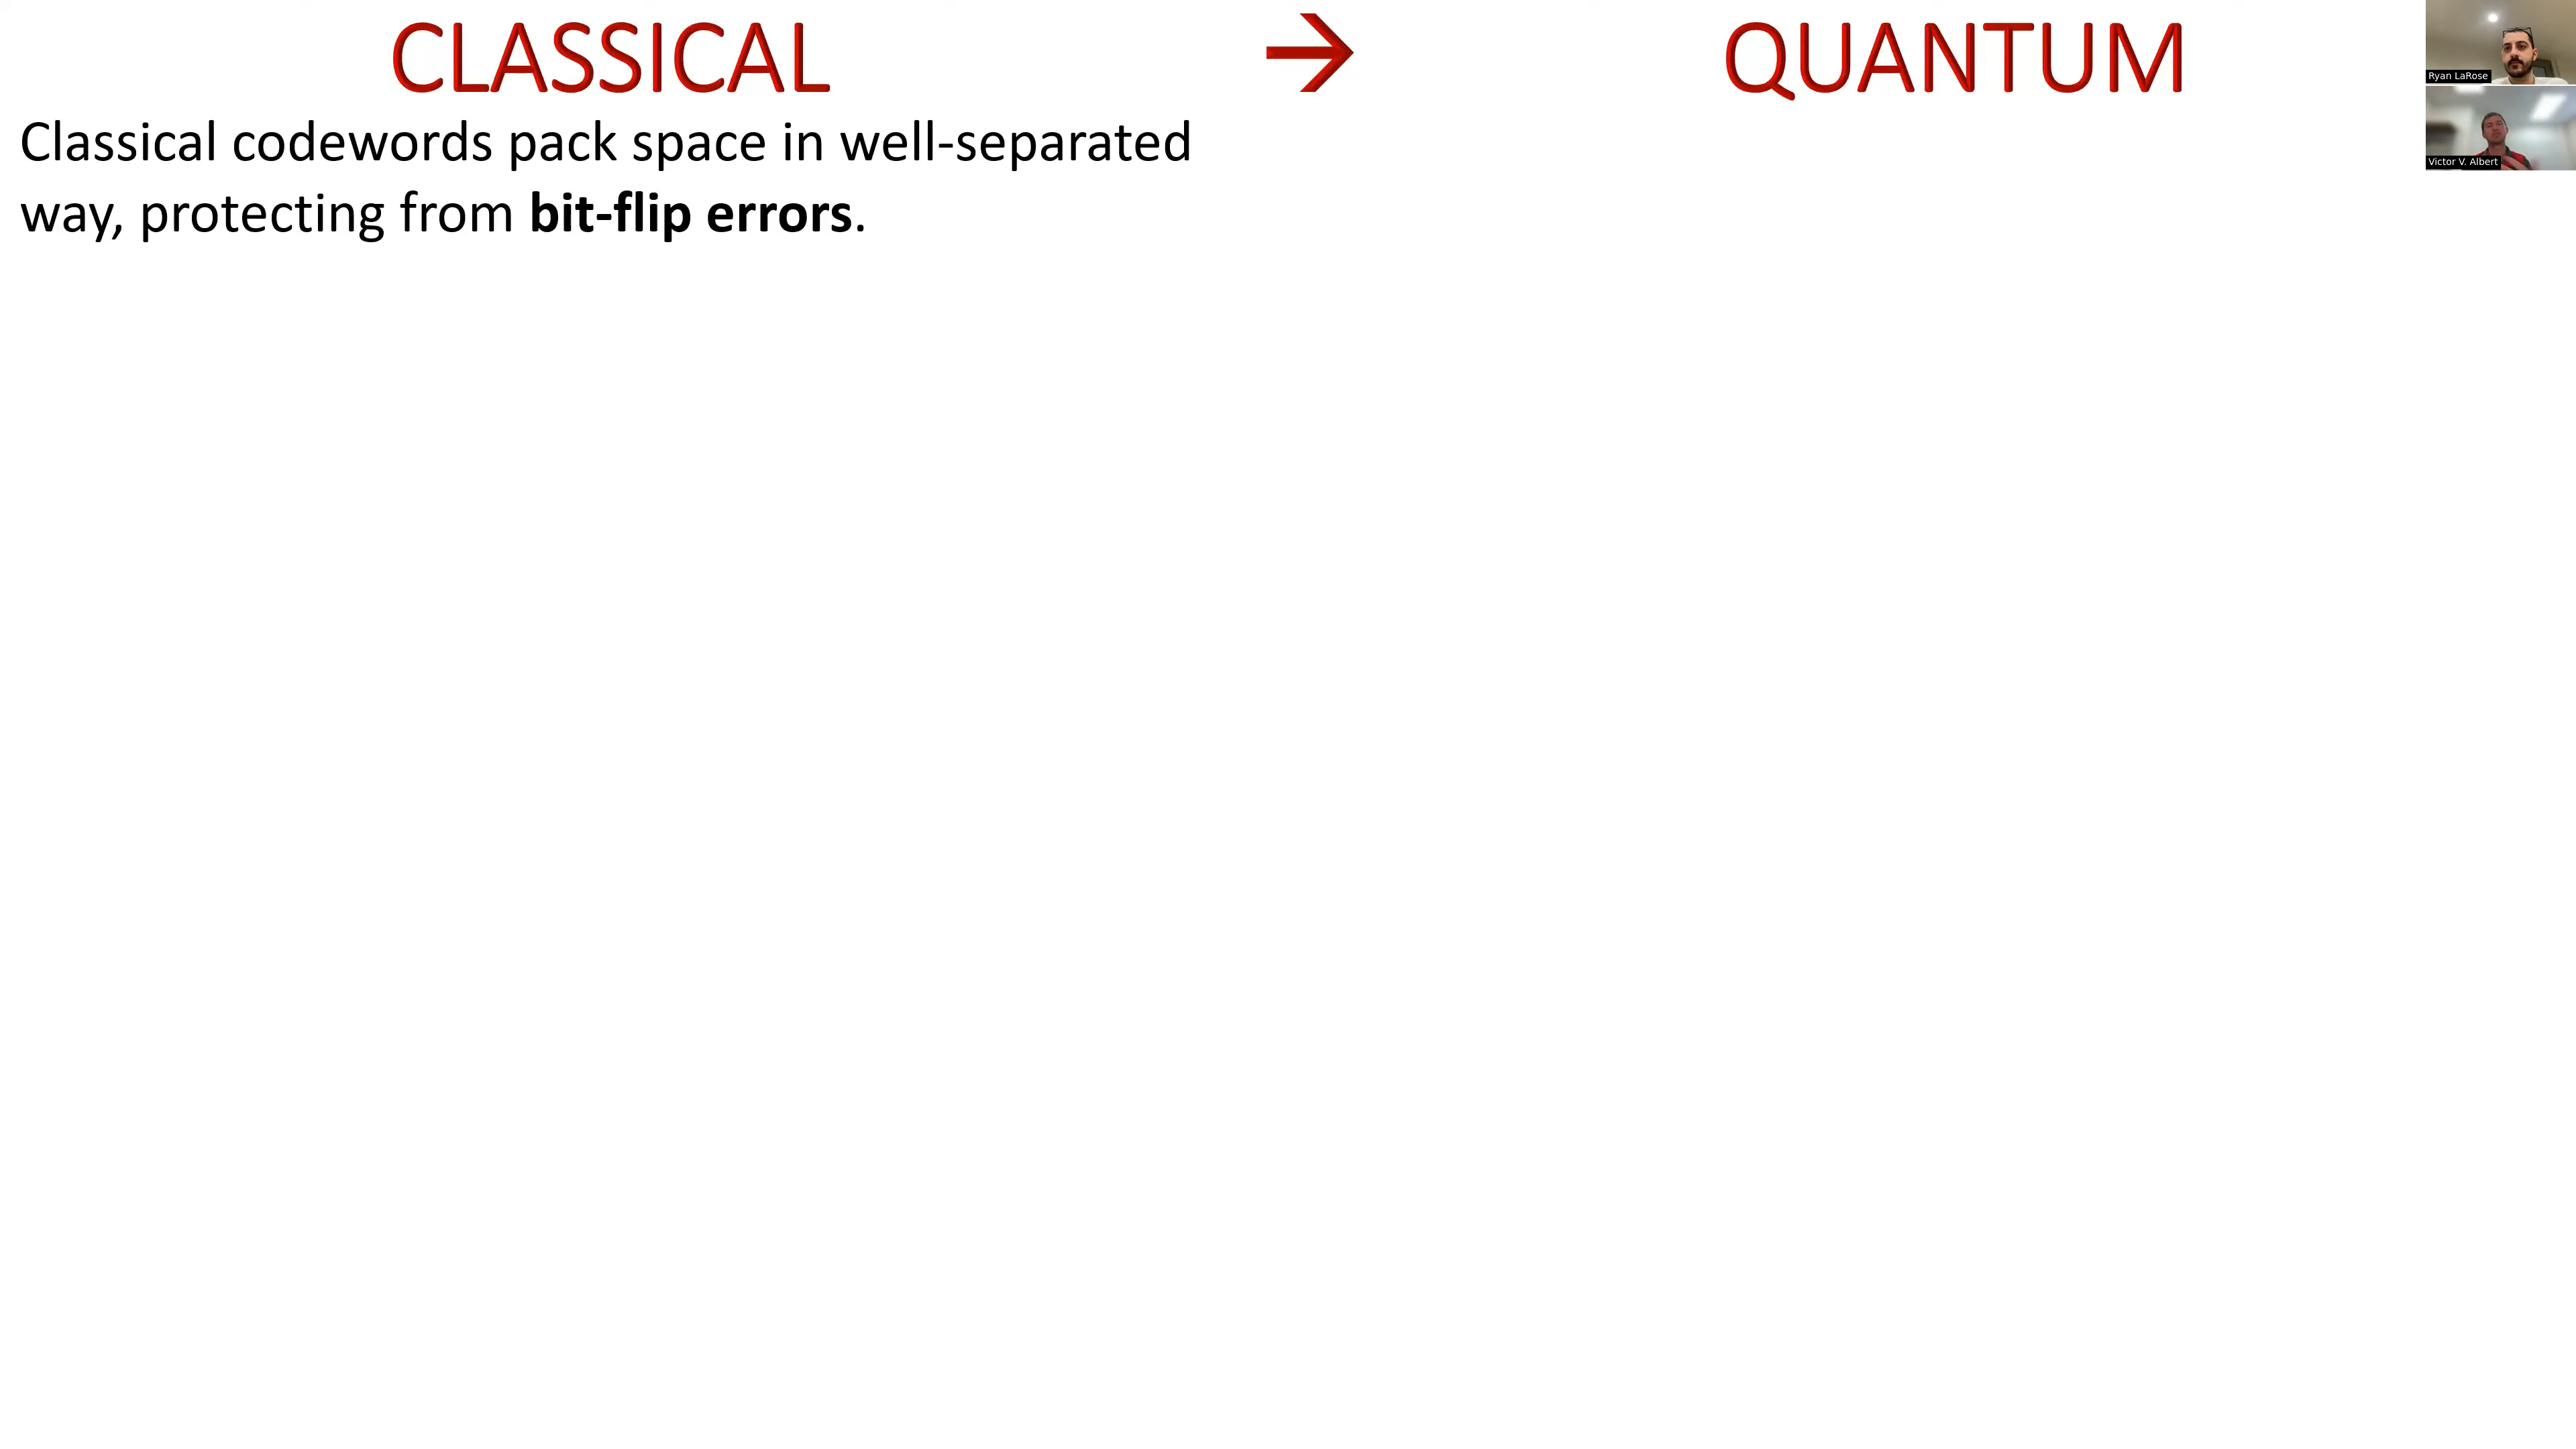 CLASSICAL → QUANTUM
Classical codewords pack space in well-separated
way, protecting from bit-flip errors.
Ryan LaRose
Victor V. Albert